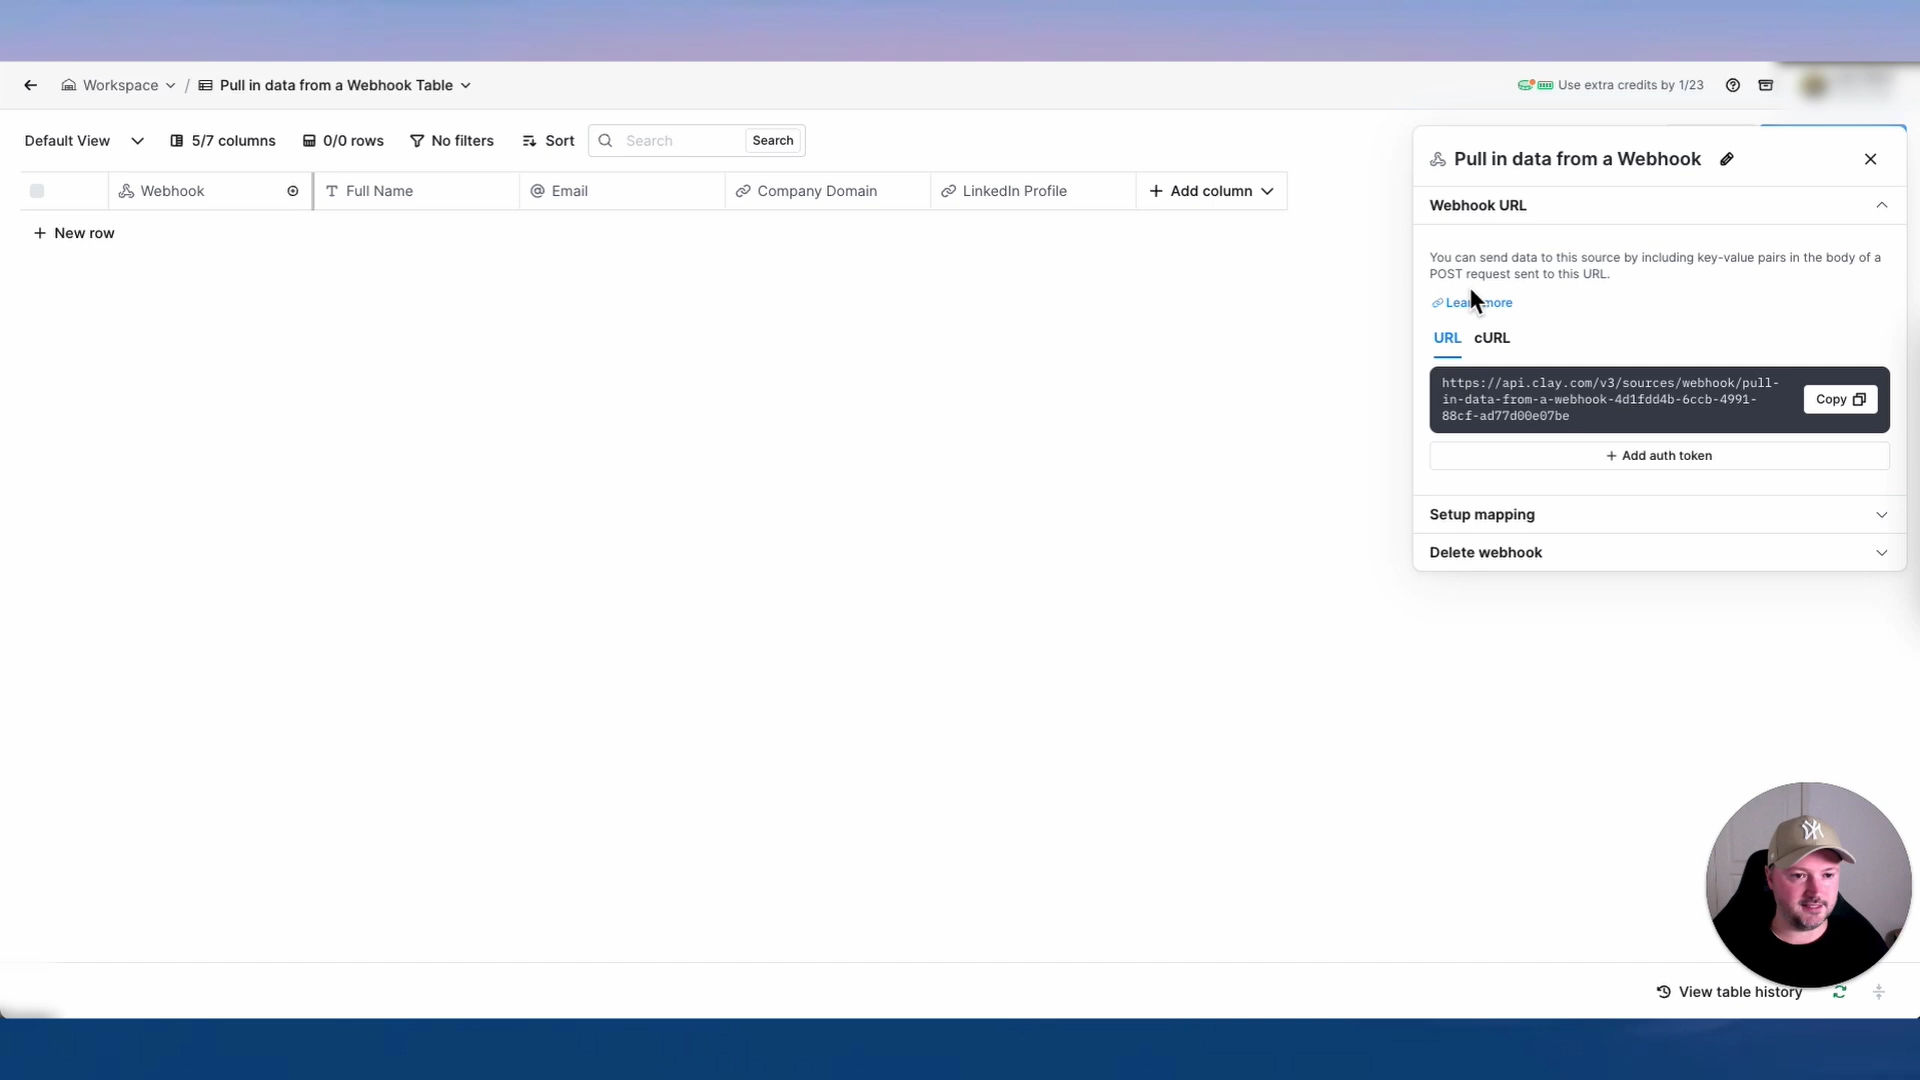 Workspace / Pull in data from a Webhook Table
Use extra credits by 1/23
Default View 5/7 columns 0/0 rows No filters Sort Search Search
Webhook Full Name Email Company Domain LinkedIn Profile + Add column
+ New row
Pull in data from a Webhook
Webhook URL
You can send data to this source by including key-value pairs in the body of a
POST request sent to this URL.
Learn more
URL cURL
https://api.clay.com/v3/sources/webhook/pull-
in-data-from-a-webhook-4d1fdd4b-6ccb-4991-
88cf-ad77d00e07be
Copy
+ Add auth token
Setup mapping
Delete webhook
View table history